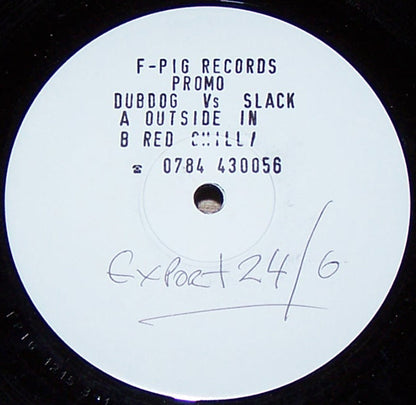 F-PIG RECORDS
PROMO
DUBDOG Vs SLACK
A OUTSIDE IN
B RED CHILLI
☎ 0784 430056
Export 24/6